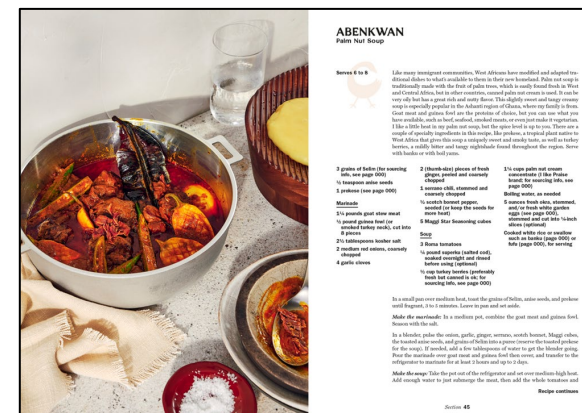 ABENKWAN
Palm Nut Soup
Serves 6 to 8
Like many immigrant communities, West Africans have modified and adapted tra-
ditional dishes to what's available to them in their new homeland. Palm nut soup is
traditionally made with the fruit of palm trees, which is easily found fresh in West
and Central Africa, but in other countries, canned palm nut cream is used. It can be
very oily but has a great rich and nutty flavor. This slightly sweet and tangy creamy
soup is especially popular in the Ashanti region of Ghana, where my family is from.
Goat meat and guinea fowl are the proteins of choice, but you can use what you
have available, such as beef, seafood, smoked meats, or even just make it vegetarian.
I like a little heat in my palm nut soup, but the spice level is up to you. There are a
couple of specialty ingredients in this recipe, like prekese, a tropical plant native to
West Africa that gives this soup a uniquely sweet and smoky taste, as well as turkey
berries, a mildly bitter and tangy nightshade found throughout the region. Serve
with banku or with boil yams.
3 grains of Selim (for sourcing
info, see page 000)
½ teaspoon anise seeds
1 prekese (see page 000)
Marinade
1¼ pounds goat stew meat
½ pound guinea fowl (or
smoked turkey neck), cut into
8 pieces
2½ tablespoons kosher salt
2 medium red onions, coarsely
chopped
4 garlic cloves
2 (thumb-size) pieces of fresh
ginger, peeled and coarsely
chopped
1 serrano chili, stemmed and
coarsely chopped
½ scotch bonnet pepper,
seeded (or keep the seeds for
more heat)
5 Maggi Star Seasoning cubes
Soup
3 Roma tomatoes
¼ pound superku (salted cod),
soaked overnight and rinsed
before using (optional)
½ cup turkey berries (preferably
fresh but canned is ok; for
sourcing info, see page 000)
1¼ cups palm nut cream
concentrate (I like Praise
brand; for sourcing info, see
page 000)
Boiling water, as needed
5 ounces fresh okra, stemmed,
and/or fresh white garden
eggs (see page 000),
stemmed and cut into ¼-inch
slices (optional)
Cooked white rice or swallow
such as banku (page 000) or
fufu (page 000), for serving
In a small pan over medium heat, toast the grains of Selim, anise seeds, and prekese
until fragrant, 3 to 5 minutes. Leave in pan and set aside.
Make the marinade: In a medium pot, combine the goat meat and guinea fowl.
Season with the salt.
In a blender, pulse the onion, garlic, ginger, serrano, scotch bonnet, Maggi cubes,
the toasted anise seeds, and grains of Selim into a puree (reserve the toasted prekese
for the soup). If needed, add a few tablespoons of water to get the blender going.
Pour the marinade over goat meat and guinea fowl then cover, and transfer to the
refrigerator to marinate for at least 2 hours and up to 2 days.
Make the soup: Take the pot out of the refrigerator and set over medium-high heat.
Add enough water to just submerge the meat, then add the whole tomatoes and
Recipe continues
Section 45